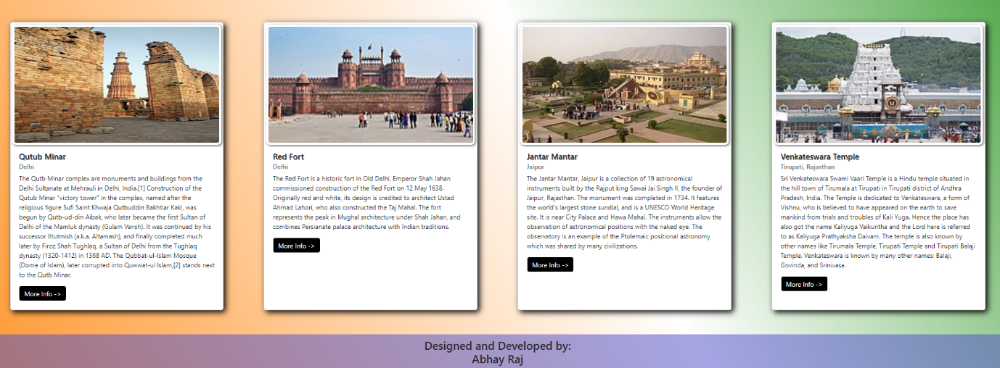 Qutub Minar
Delhi
The Qutb Minar complex are monuments and buildings from the
Delhi Sultanate at Mehrauli in Delhi, India.[1] Construction of the
Qutub Minar "victory tower" in the complex, named after the
religious figure Sufi Saint Khwaja Qutbuddin Bakhtiar Kaki, was
begun by Qutb-ud-din Aibak, who later became the first Sultan of
Delhi of the Mamluk dynasty (Gulam Vansh). It was continued by his
successor Iltutmish (a.k.a. Altamash), and finally completed much
later by Firoz Shah Tughlaq, a Sultan of Delhi from the Tughlaq
dynasty (1320-1412) in 1368 AD. The Qubbat-ul-Islam Mosque
(Dome of Islam), later corrupted into Quwwat-ul Islam,[2] stands next
to the Qutb Minar.
More Info ->
Red Fort
Delhi
The Red Fort is a historic fort in Old Delhi, Emperor Shah Jahan
commissioned construction of the Red Fort on 12 May 1638.
Originally red and white, its design is credited to architect Ustad
Ahmad Lahori, who also constructed the Taj Mahal. The fort
represents the peak in Mughal architecture under Shah Jahan, and
combines Persianate palace architecture with Indian traditions.
More Info ->
Jantar Mantar
Jaipur
The Jantar Mantar, Jaipur is a collection of 19 astronomical
instruments built by the Rajput king Sawai Jai Singh II, the founder of
Jaipur, Rajasthan. The monument was completed in 1734. It features
the world's largest stone sundial, and is a UNESCO World Heritage
site. It is near City Palace and Hawa Mahal. The instruments allow the
observation of astronomical positions with the naked eye. The
observatory is an example of the Ptolemaic positional astronomy
which was shared by many civilizations.
More Info ->
Venkateswara Temple
Tirupati, Rajasthan
Sri Venkateswara Swami Vaari Temple is a Hindu temple situated in
the hill town of Tirumala at Tirupati in Tirupati district of Andhra
Pradesh, India. The Temple is dedicated to Venkateswara, a form of
Vishnu, who is believed to have appeared on the earth to save
mankind from trials and troubles of Kali Yuga. Hence the place has
also got the name Kaliyuga Vaikuntha and the Lord here is referred
to as Kaliyuga Prathyaksha Daivam. The temple is also known by
other names like Tirumala Temple, Tirupati Temple and Tirupati Balaji
Temple. Venkateswara is known by many other names: Balaji,
Govinda, and Srinivasa.
More Info ->
Designed and Developed by:
Abhay Raj